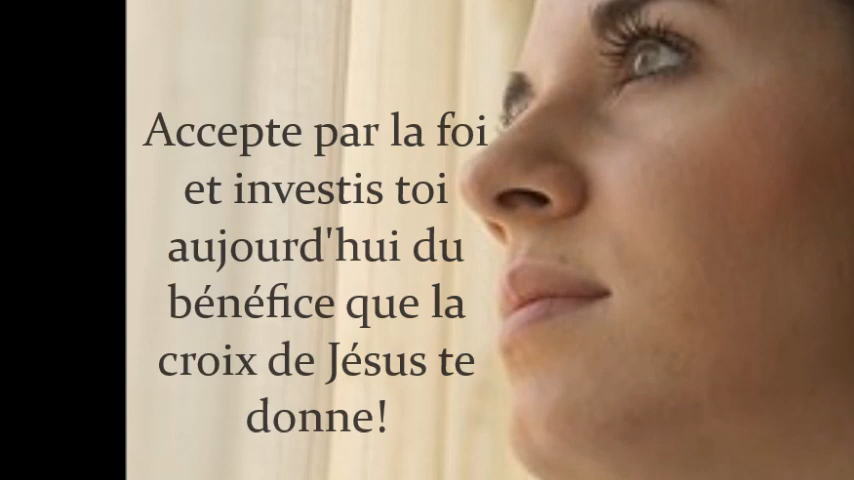 Accepte par la foi
et investis toi
aujourd'hui du
bénéfice que la
croix de Jésus te
donne!